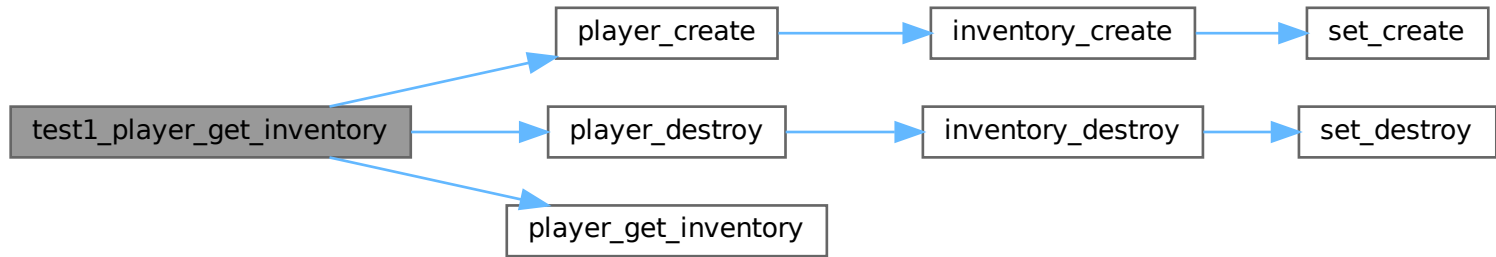 player_create
inventory_create
set_create
test1_player_get_inventory
player_destroy
inventory_destroy
set_destroy
player_get_inventory